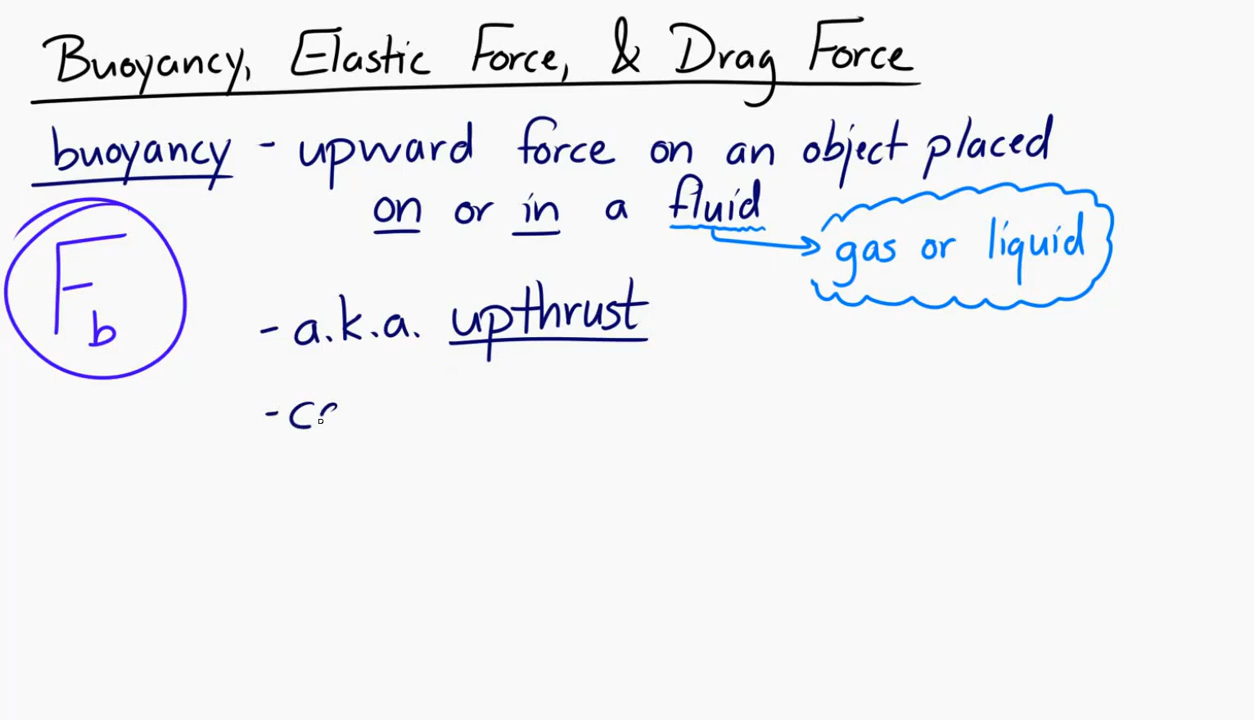 Buoyancy, Elastic Force, & Drag Force
buoyancy - upward force on an object placed
on or in a fluid
gas or liquid
F_b
- a.k.a. upthrust